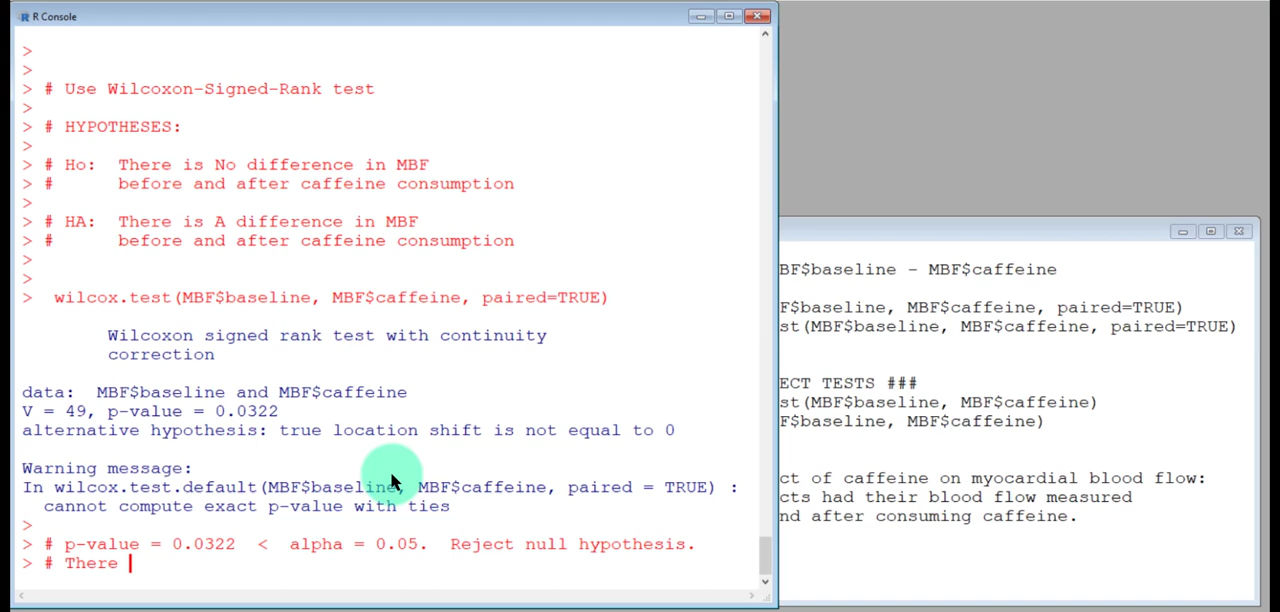 R Console
>
>
> # Use Wilcoxon-Signed-Rank test
>
> # HYPOTHESES:
>
> # Ho:  There is No difference in MBF
> #      before and after caffeine consumption
>
> # HA:  There is A difference in MBF
> #      before and after caffeine consumption
>
>
>  wilcox.test(MBF$baseline, MBF$caffeine, paired=TRUE)
Wilcoxon signed rank test with continuity
correction
data:  MBF$baseline and MBF$caffeine
V = 49, p-value = 0.0322
alternative hypothesis: true location shift is not equal to 0
Warning message:
In wilcox.test.default(MBF$baseline, MBF$caffeine, paired = TRUE) :
cannot compute exact p-value with ties
>
> # p-value = 0.0322  <  alpha = 0.05.  Reject null hypothesis.
> # There
BF$baseline - MBF$caffeine
F$baseline, MBF$caffeine, paired=TRUE)
st(MBF$baseline, MBF$caffeine, paired=TRUE)
ECT TESTS ###
st(MBF$baseline, MBF$caffeine)
F$baseline, MBF$caffeine)
ct of caffeine on myocardial blood flow:
cts had their blood flow measured
nd after consuming caffeine.